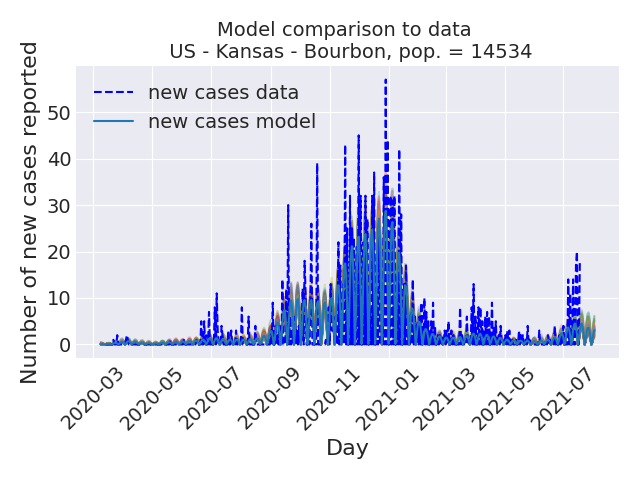 Model comparison to data
US - Kansas - Bourbon, pop. = 14534
Number of new cases reported
50
40
30
20
10
0
new cases data
new cases model
2020-03
2020-05
2020-07
2020-09
2020-11
2021-01
2021-03
2021-05
2021-07
Day